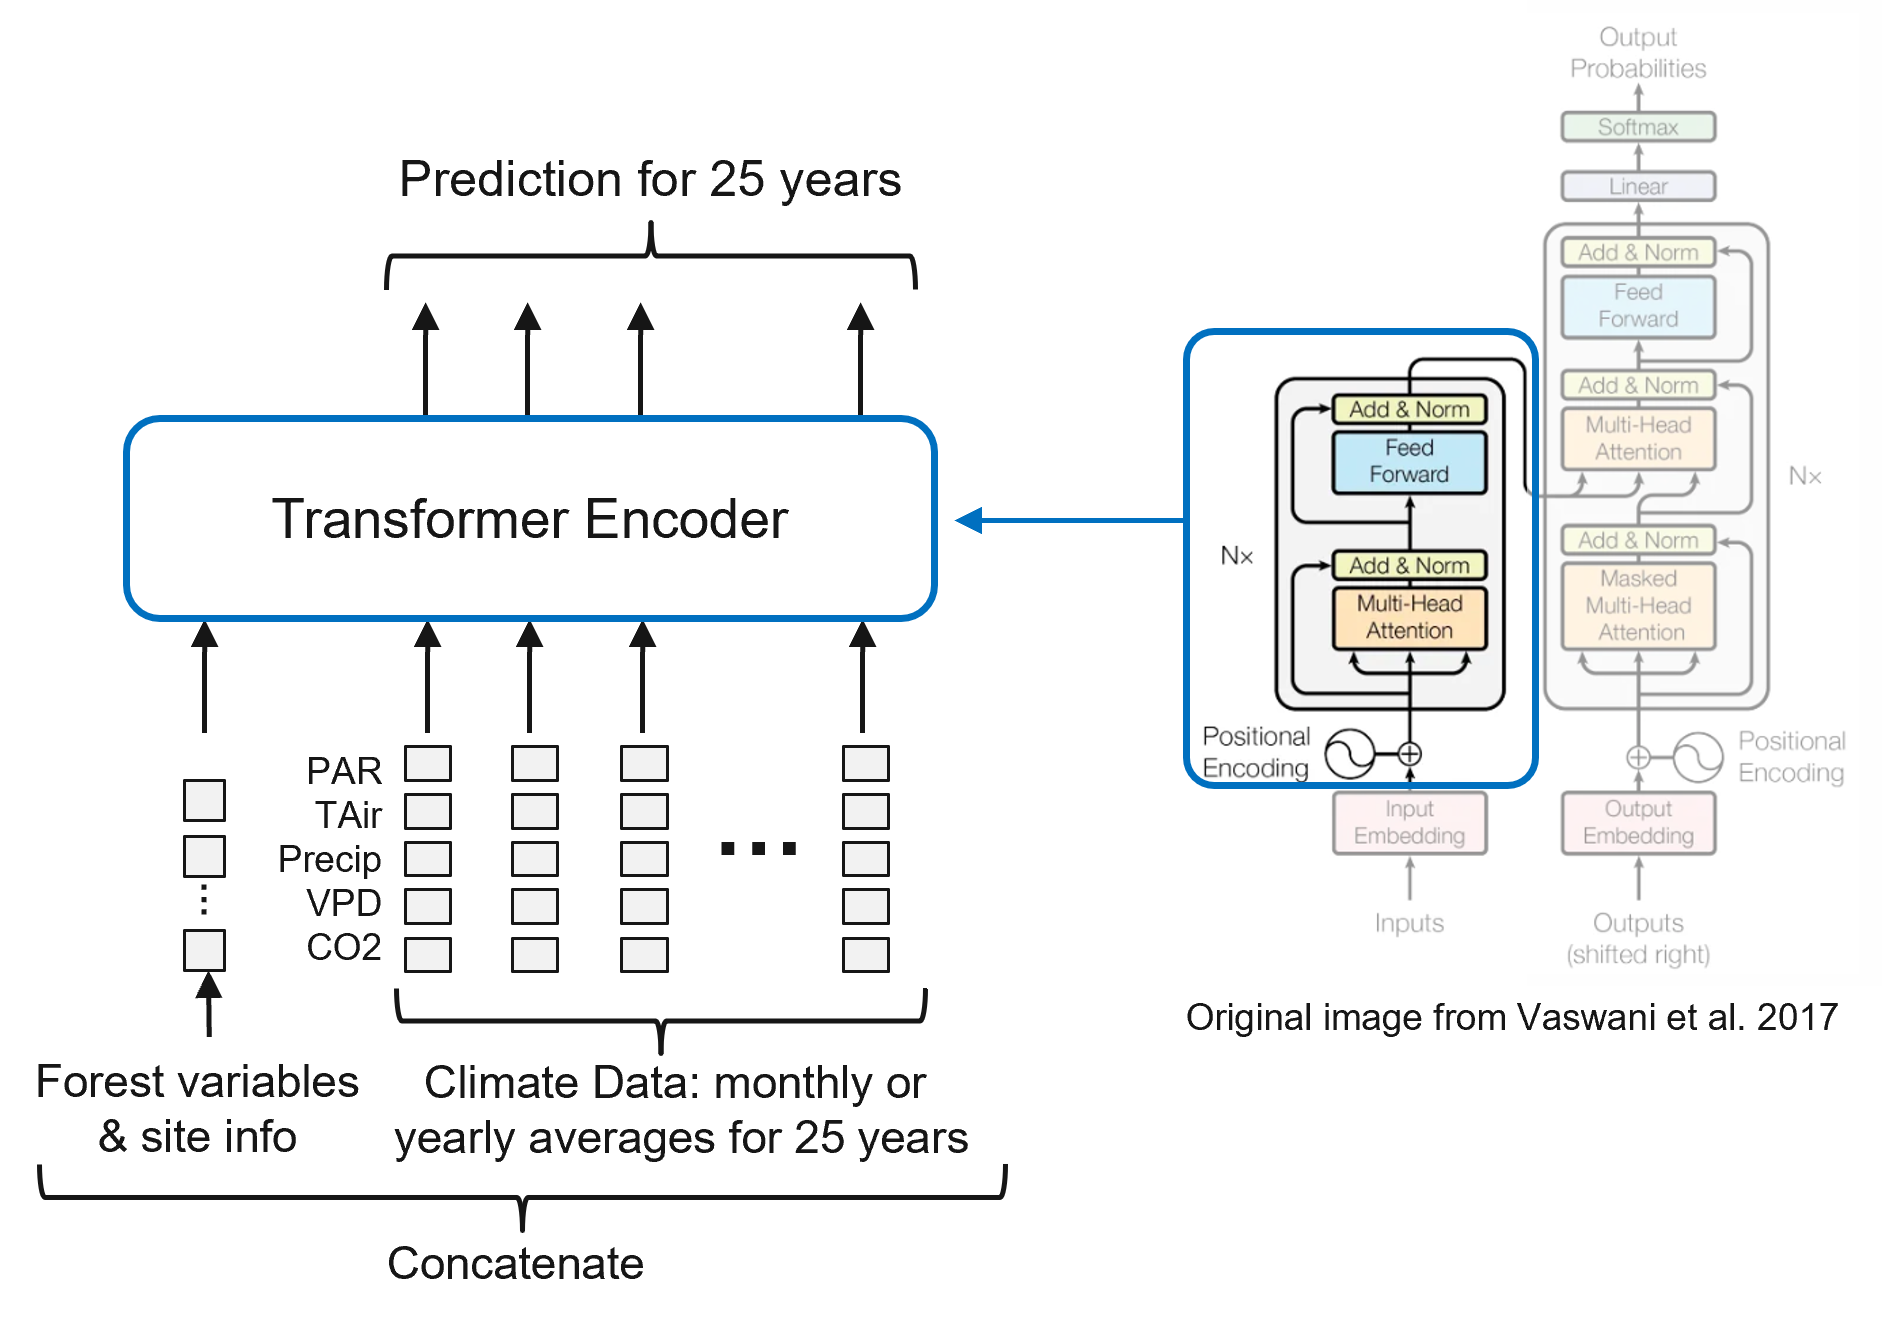 Prediction for 25 years
Transformer Encoder
PAR
TAir
Precip
VPD
CO2
Forest variables
& site info
Climate Data: monthly or
yearly averages for 25 years
Concatenate
Output
Probabilities
Softmax
Linear
Add & Norm
Feed
Forward
Add & Norm
Multi-Head
Attention
Nx
Add & Norm
Masked
Multi-Head
Attention
Positional
Encoding
Output
Embedding
Outputs
(shifted right)
Add & Norm
Feed
Forward
Nx
Add & Norm
Multi-Head
Attention
Positional
Encoding
Input
Embedding
Inputs
Original image from Vaswani et al. 2017